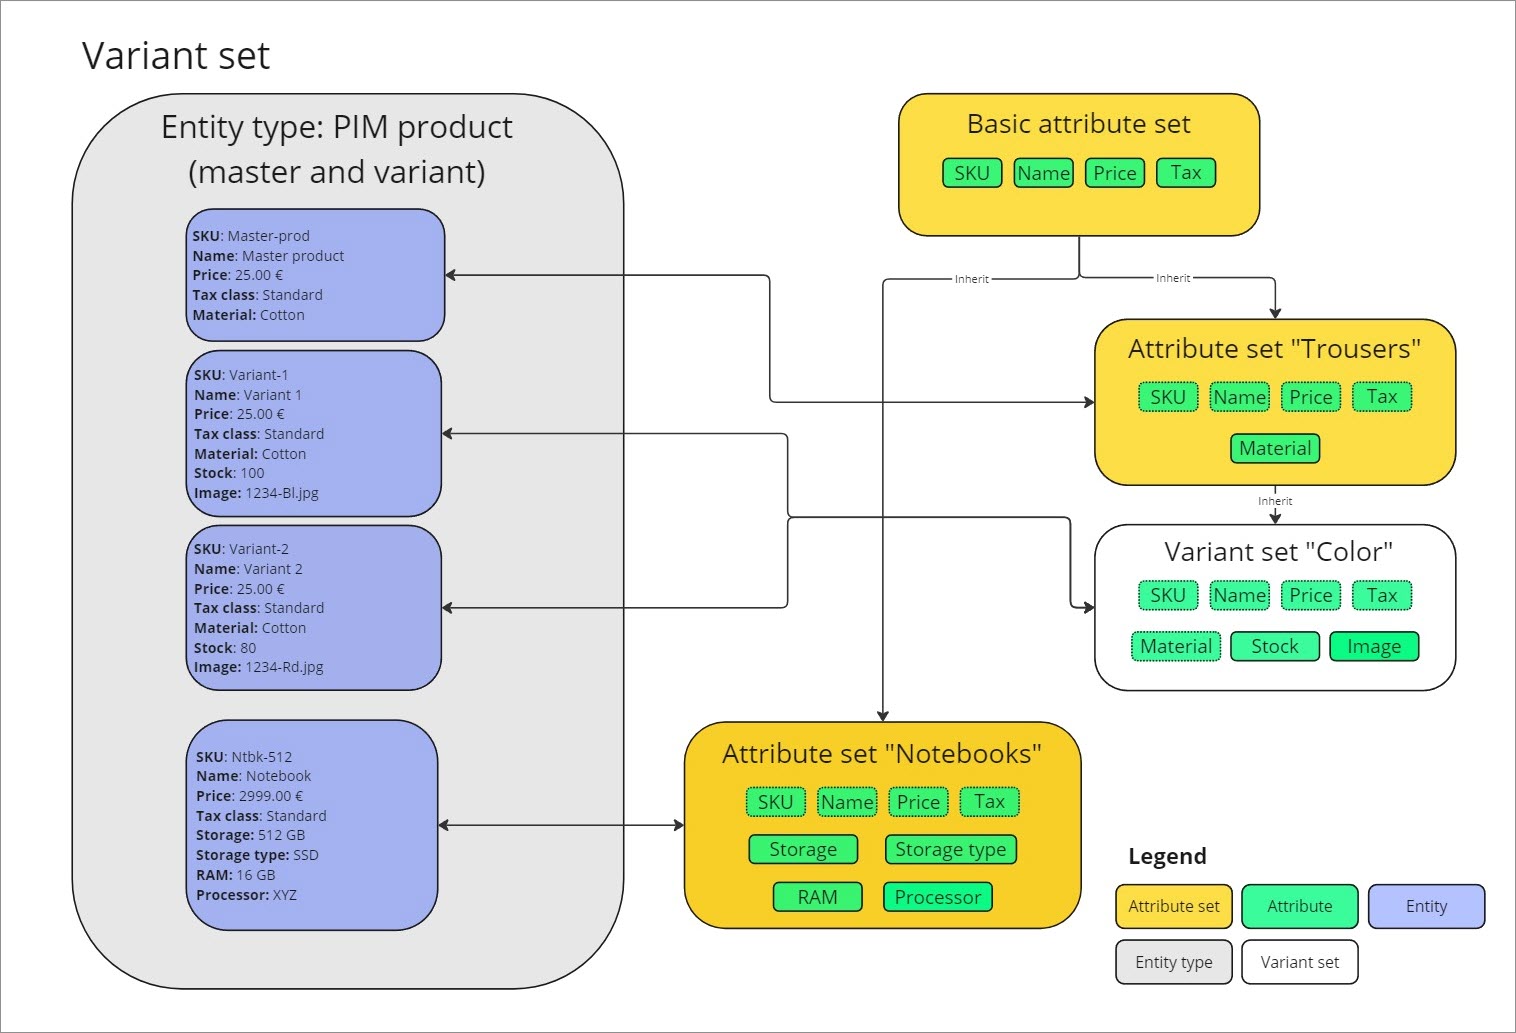 Variant set
Entity type: PIM product
(master and variant)
SKU: Master-prod
Name: Master product
Price: 25.00 €
Tax class: Standard
Material: Cotton
SKU: Variant-1
Name: Variant 1
Price: 25.00 €
Tax class: Standard
Material: Cotton
Stock: 100
Image: 1234-Bl.jpg
SKU: Variant-2
Name: Variant 2
Price: 25.00 €
Tax class: Standard
Material: Cotton
Stock: 80
Image: 1234-Rd.jpg
SKU: Ntbk-512
Name: Notebook
Price: 2999.00 €
Tax class: Standard
Storage: 512 GB
Storage type: SSD
RAM: 16 GB
Processor: XYZ
Basic attribute set
SKU Name Price Tax
Inherit Inherit
Attribute set "Trousers"
SKU Name Price Tax
Material
Inherit
Variant set "Color"
SKU Name Price Tax
Material Stock Image
Attribute set "Notebooks"
SKU Name Price Tax
Storage Storage type
RAM Processor
Legend
Attribute set Attribute Entity
Entity type Variant set